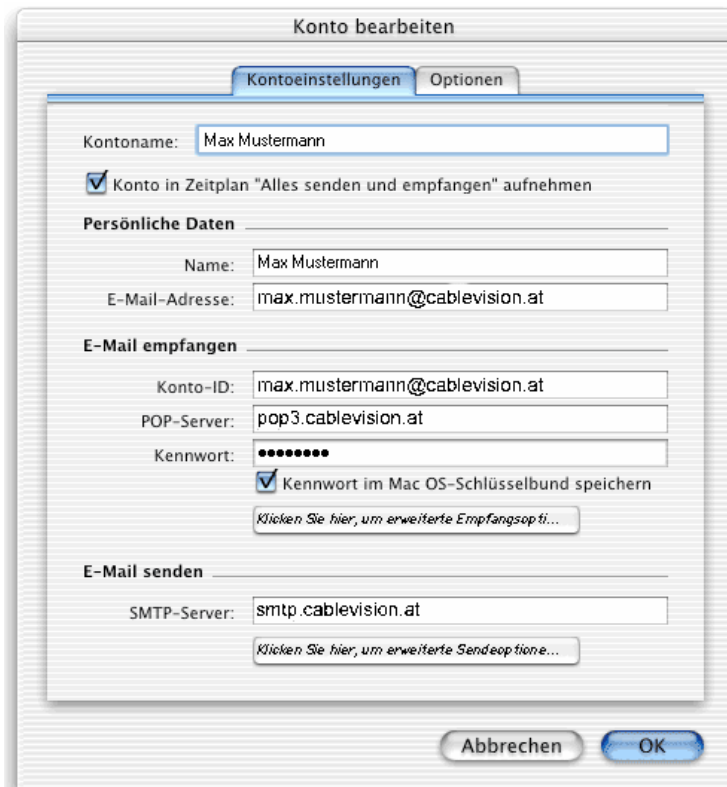 Konto bearbeiten
Kontoeinstellungen Optionen
Kontoname: Max Mustermann
Konto in Zeitplan "Alles senden und empfangen" aufnehmen
Persönliche Daten
Name: Max Mustermann
E-Mail-Adresse: max.mustermann@cablevision.at
E-Mail empfangen
Konto-ID: max.mustermann@cablevision.at
POP-Server: pop3.cablevision.at
Kennwort: ••••••••
Kennwort im Mac OS-Schlüsselbund speichern
Klicken Sie hier, um erweiterte Empfangsopti...
E-Mail senden
SMTP-Server: smtp.cablevision.at
Klicken Sie hier, um erweiterte Sendeoptione...
Abbrechen OK